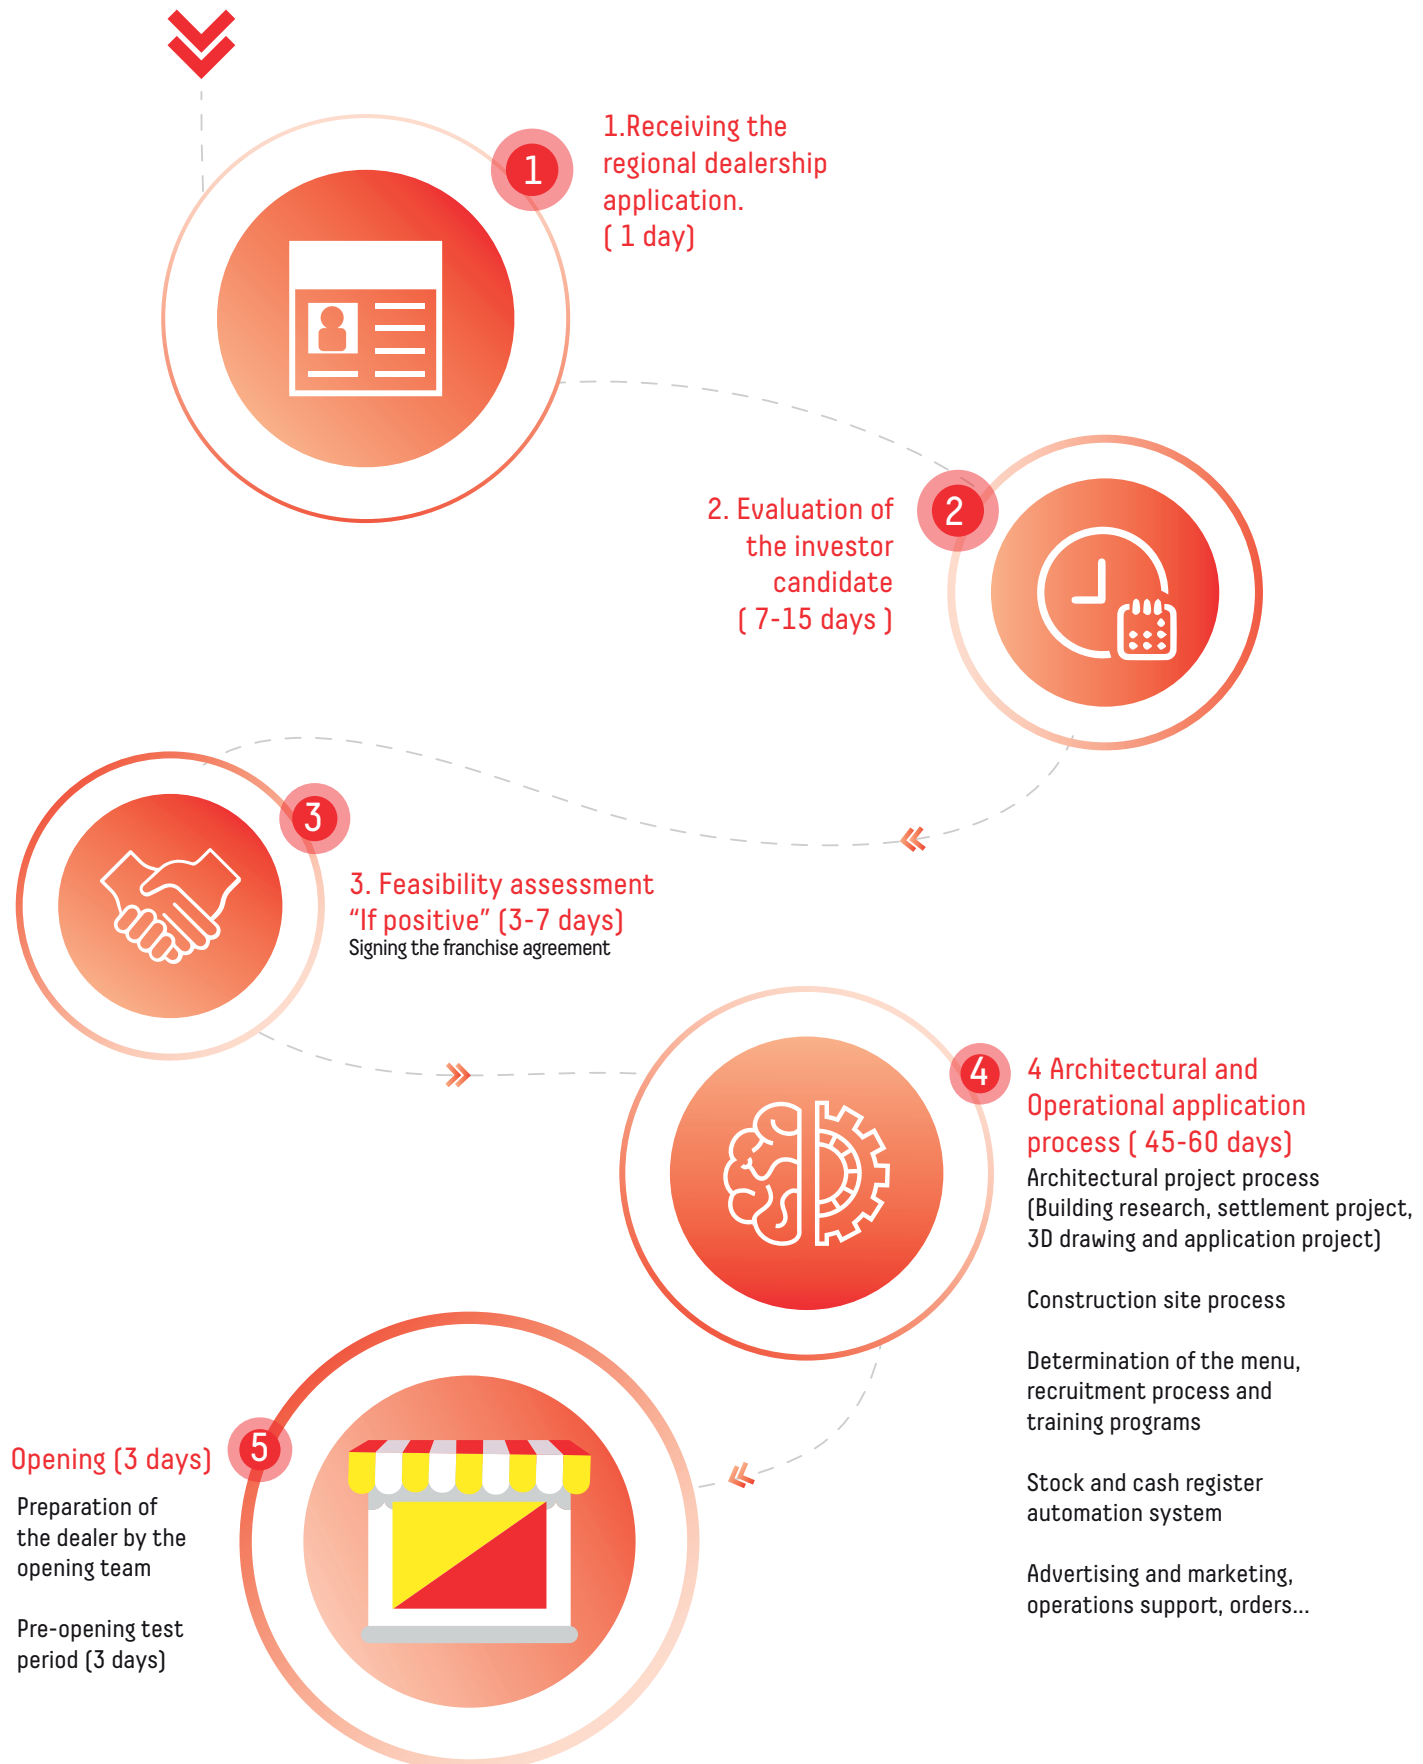 1
1.Receiving the
regional dealership
application.
( 1 day)
2
2. Evaluation of
the investor
candidate
( 7-15 days )
3
3. Feasibility assessment
“If positive” (3-7 days)
Signing the franchise agreement
4
4 Architectural and
Operational application
process ( 45-60 days)
Architectural project process
(Building research, settlement project,
3D drawing and application project)
Construction site process
Determination of the menu,
recruitment process and
training programs
Stock and cash register
automation system
Advertising and marketing,
operations support, orders...
5
Opening (3 days)
Preparation of
the dealer by the
opening team
Pre-opening test
period (3 days)